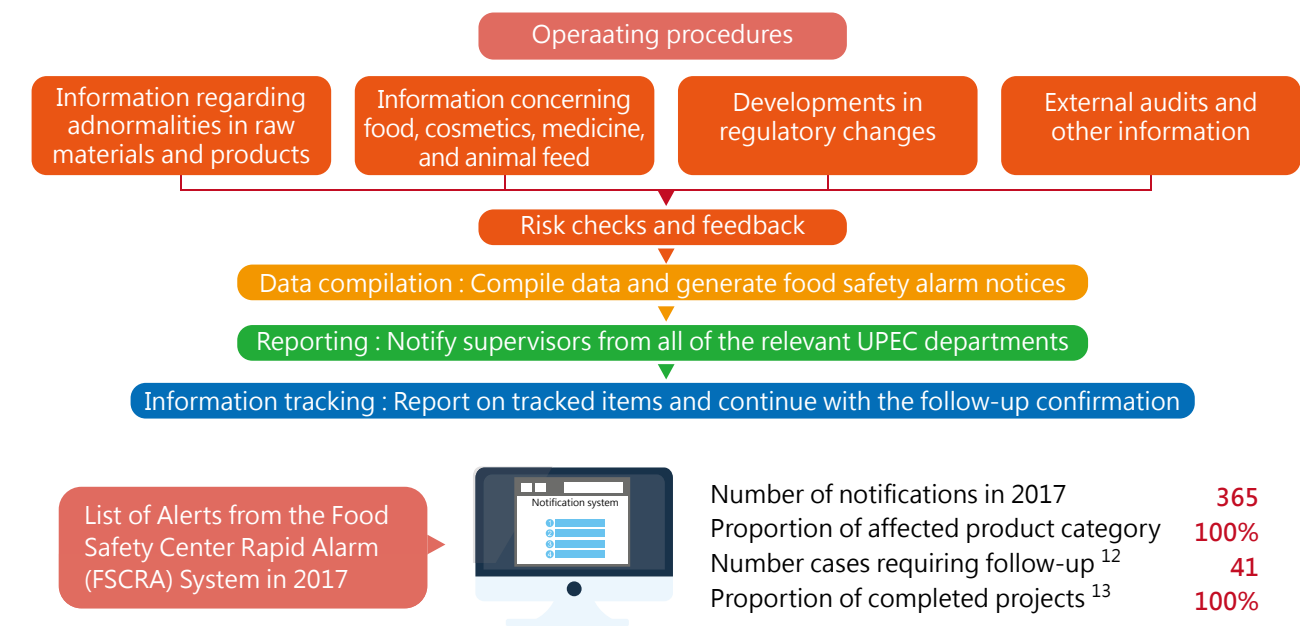 Operaating procedures
Information regarding
adnormalities in raw
materials and products
Information concerning
food, cosmetics, medicine,
and animal feed
Developments in
regulatory changes
External audits and
other information
Risk checks and feedback
Data compilation : Compile data and generate food safety alarm notices
Reporting : Notify supervisors from all of the relevant UPEC departments
Information tracking : Report on tracked items and continue with the follow-up confirmation
List of Alerts from the Food
Safety Center Rapid Alarm
(FSCRA) System in 2017
Notification system
1
2
3
4
Number of notifications in 2017 365
Proportion of affected product category 100%
Number cases requiring follow-up 12 41
Proportion of completed projects 13 100%